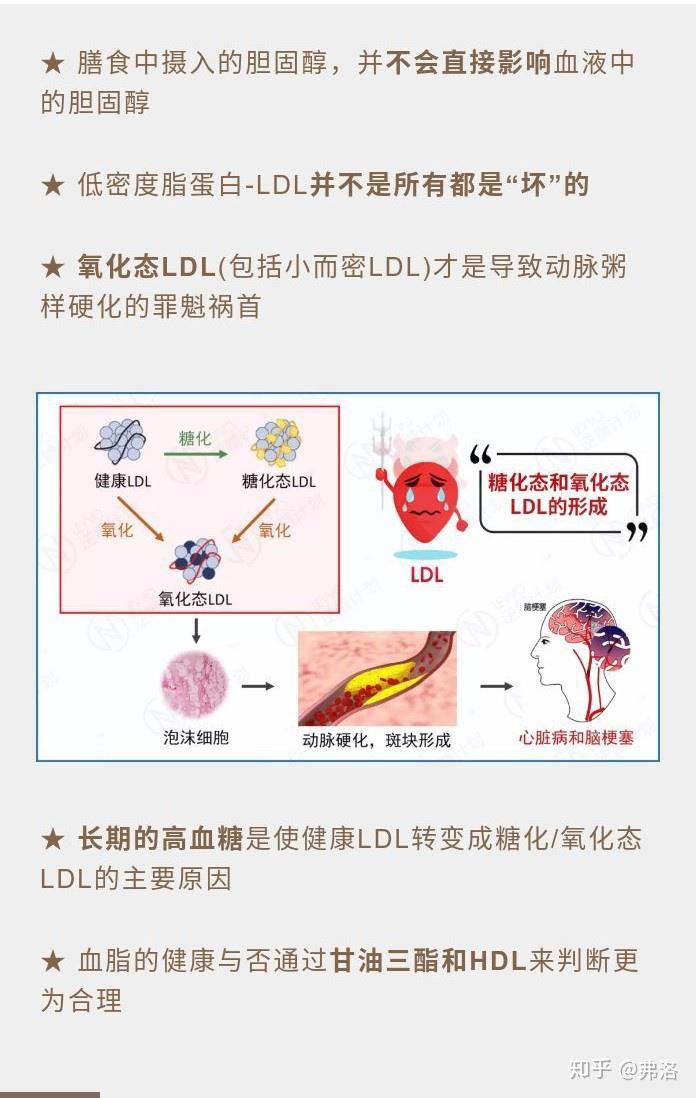 ★ 膳食中摄入的胆固醇，并不会直接影响血液中
的胆固醇
★ 低密度脂蛋白-LDL并不是所有都是“坏”的
★ 氧化态LDL(包括小而密LDL)才是导致动脉粥
样硬化的罪魁祸首
糖化
健康LDL
糖化态LDL
氧化
氧化
氧化态LDL
LDL
“糖化态和氧化态
LDL的形成”
脑梗塞
泡沫细胞
动脉硬化，斑块形成
心脏病和脑梗塞
★ 长期的高血糖是使健康LDL转变成糖化/氧化态
LDL的主要原因
★ 血脂的健康与否通过甘油三酯和HDL来判断更
为合理
知乎 @弗洛